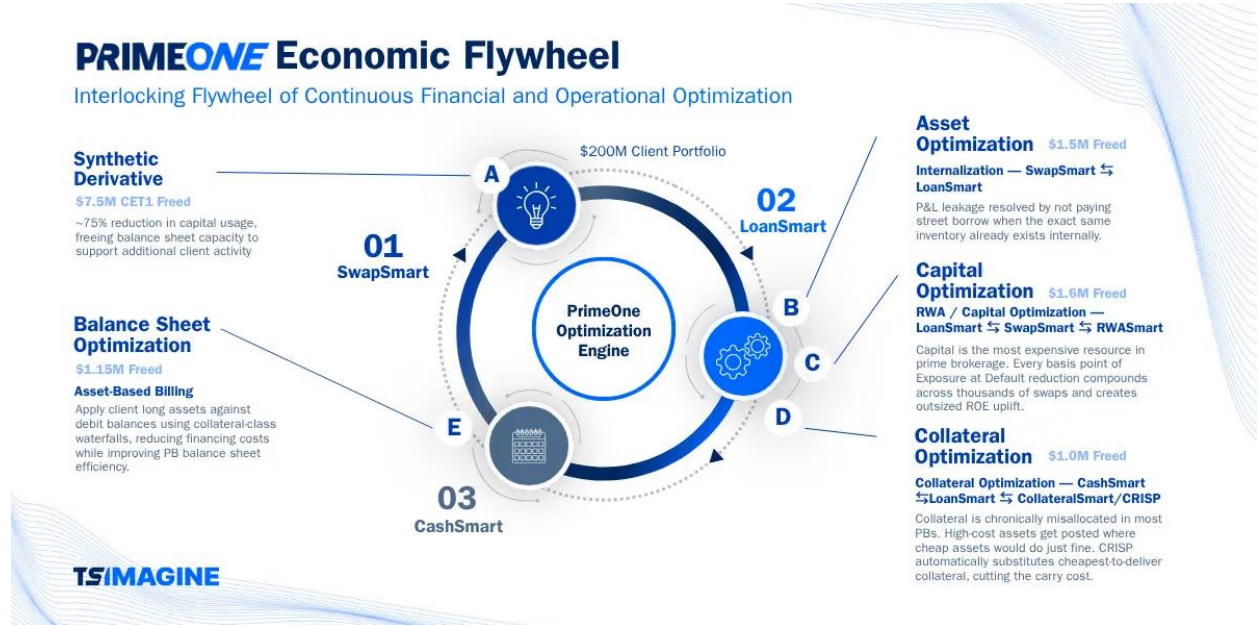 PRIMEONE Economic Flywheel
Interlocking Flywheel of Continuous Financial and Operational Optimization
Synthetic
Derivative
$7.5M CET1 Freed
~75% reduction in capital usage,
freeing balance sheet capacity to
support additional client activity
Balance Sheet
Optimization
$1.15M Freed
Asset-Based Billing
Apply client long assets against
debit balances using collateral-class
waterfalls, reducing financing costs
while improving PB balance sheet
efficiency.
$200M Client Portfolio
A
01
SwapSmart
02
LoanSmart
PrimeOne
Optimization
Engine
B
C
D
E
03
CashSmart
Asset
Optimization $1.5M Freed
Internalization — SwapSmart ⇆
LoanSmart
P&L leakage resolved by not paying
street borrow when the exact same
inventory already exists internally.
Capital
Optimization $1.6M Freed
RWA / Capital Optimization —
LoanSmart ⇆ SwapSmart ⇆ RWASmart
Capital is the most expensive resource in
prime brokerage. Every basis point of
Exposure at Default reduction compounds
across thousands of swaps and creates
outsized ROE uplift.
Collateral
Optimization $1.0M Freed
Collateral Optimization — CashSmart
⇆LoanSmart ⇆ CollateralSmart/CRISP
Collateral is chronically misallocated in most
PBs. High-cost assets get posted where
cheap assets would do just fine. CRISP
automatically substitutes cheapest-to-deliver
collateral, cutting the carry cost.
TSIMAGINE